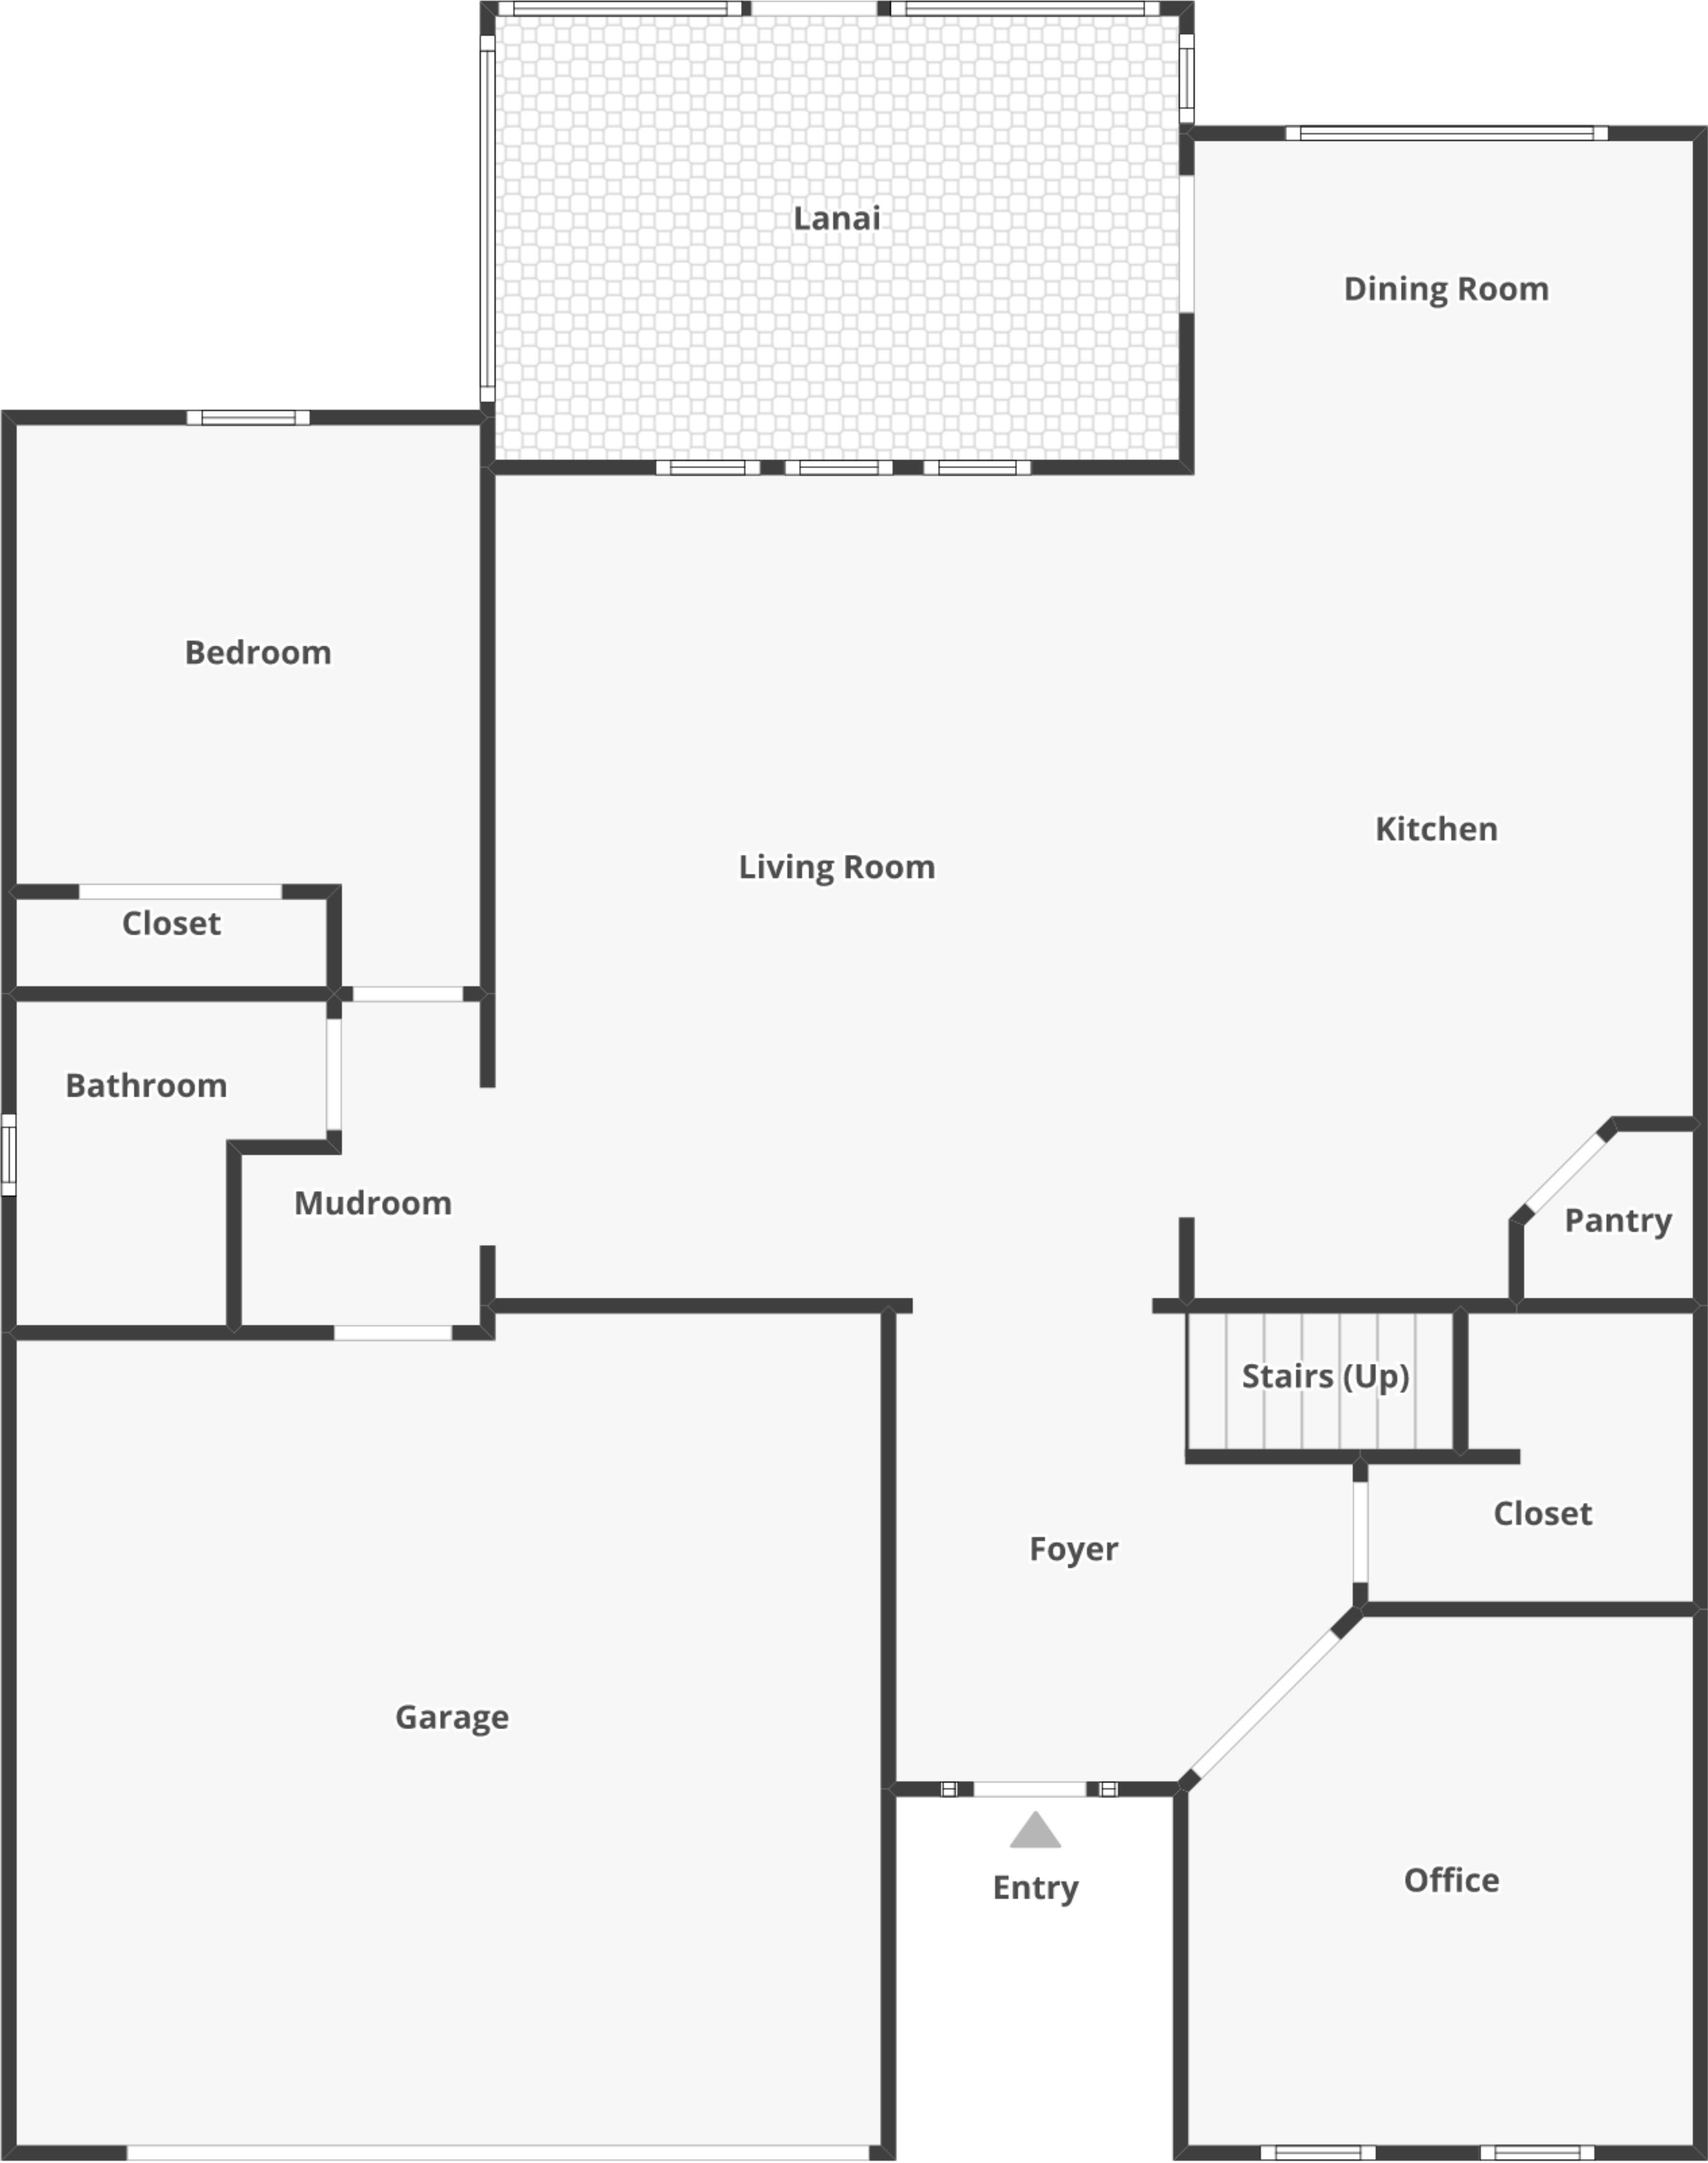 Lanai
Dining Room
Bedroom
Kitchen
Living Room
Closet
Bathroom
Mudroom
Pantry
Stairs (Up)
Closet
Foyer
Garage
Office
Entry